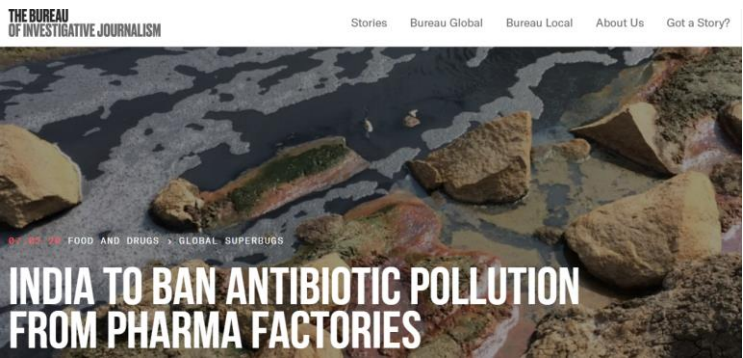 THE BUREAU
OF INVESTIGATIVE JOURNALISM
Stories Bureau Global Bureau Local About Us Got a Story?
FOOD AND DRUGS › GLOBAL SUPERBUGS
INDIA TO BAN ANTIBIOTIC POLLUTION
FROM PHARMA FACTORIES